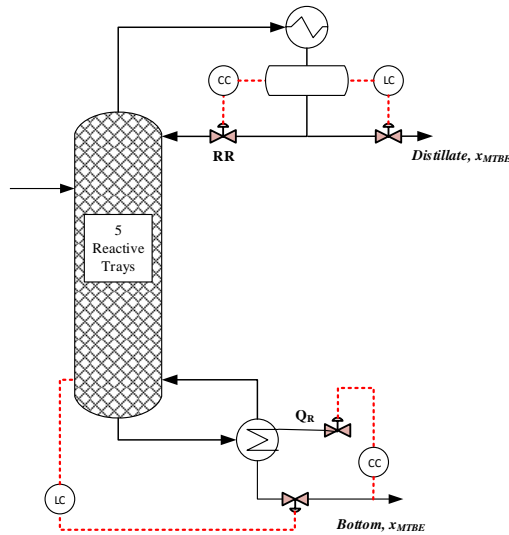 CC
LC
RR
Distillate, xMTBE
5
Reactive
Trays
QR
CC
LC
Bottom, xMTBE